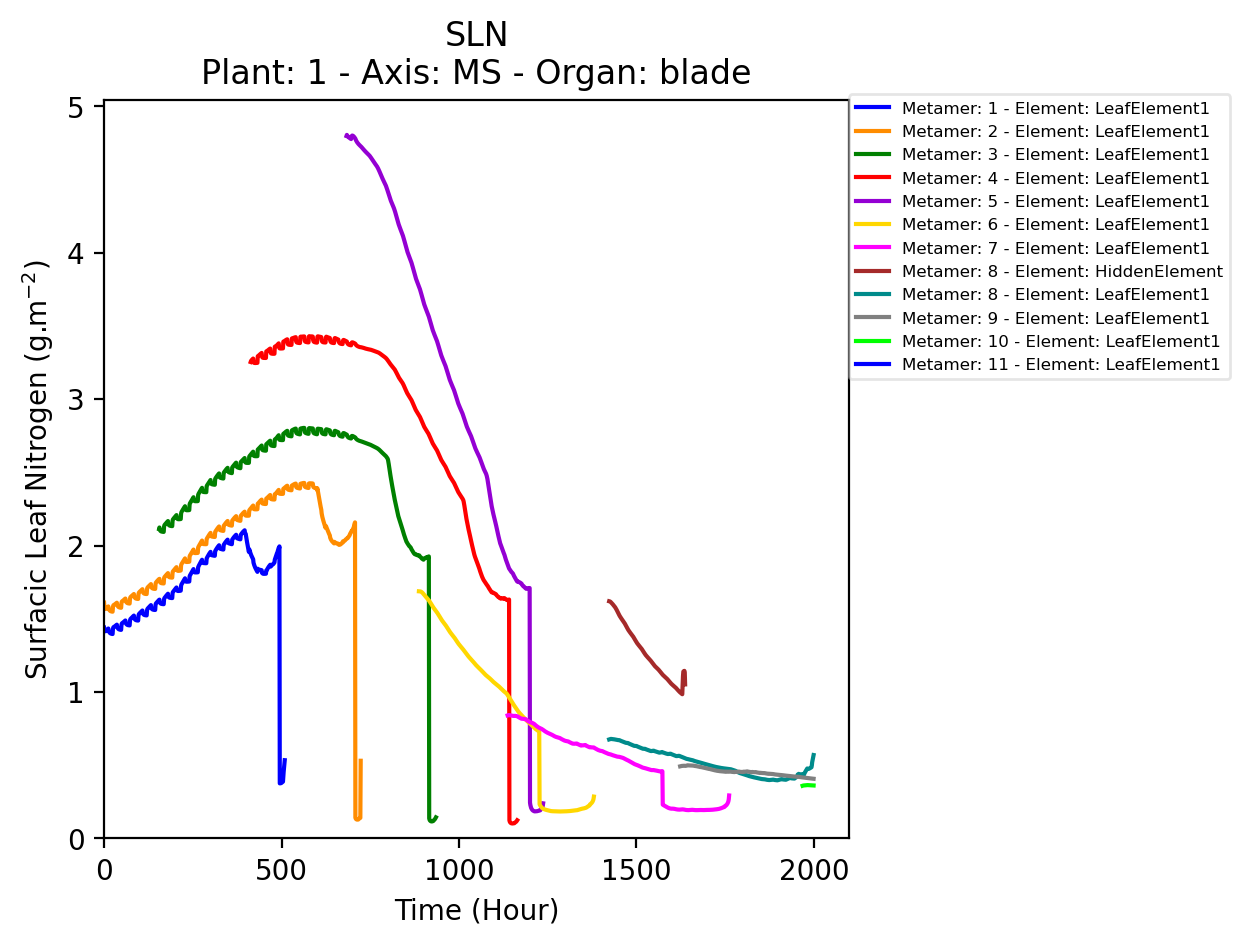 SLN
Plant: 1 - Axis: MS - Organ: blade
Surfacic Leaf Nitrogen (g.m⁻²)
5
4
3
2
1
0
0 500 1000 1500 2000
Time (Hour)
Metamer: 1 - Element: LeafElement1
Metamer: 2 - Element: LeafElement1
Metamer: 3 - Element: LeafElement1
Metamer: 4 - Element: LeafElement1
Metamer: 5 - Element: LeafElement1
Metamer: 6 - Element: LeafElement1
Metamer: 7 - Element: LeafElement1
Metamer: 8 - Element: HiddenElement
Metamer: 8 - Element: LeafElement1
Metamer: 9 - Element: LeafElement1
Metamer: 10 - Element: LeafElement1
Metamer: 11 - Element: LeafElement1